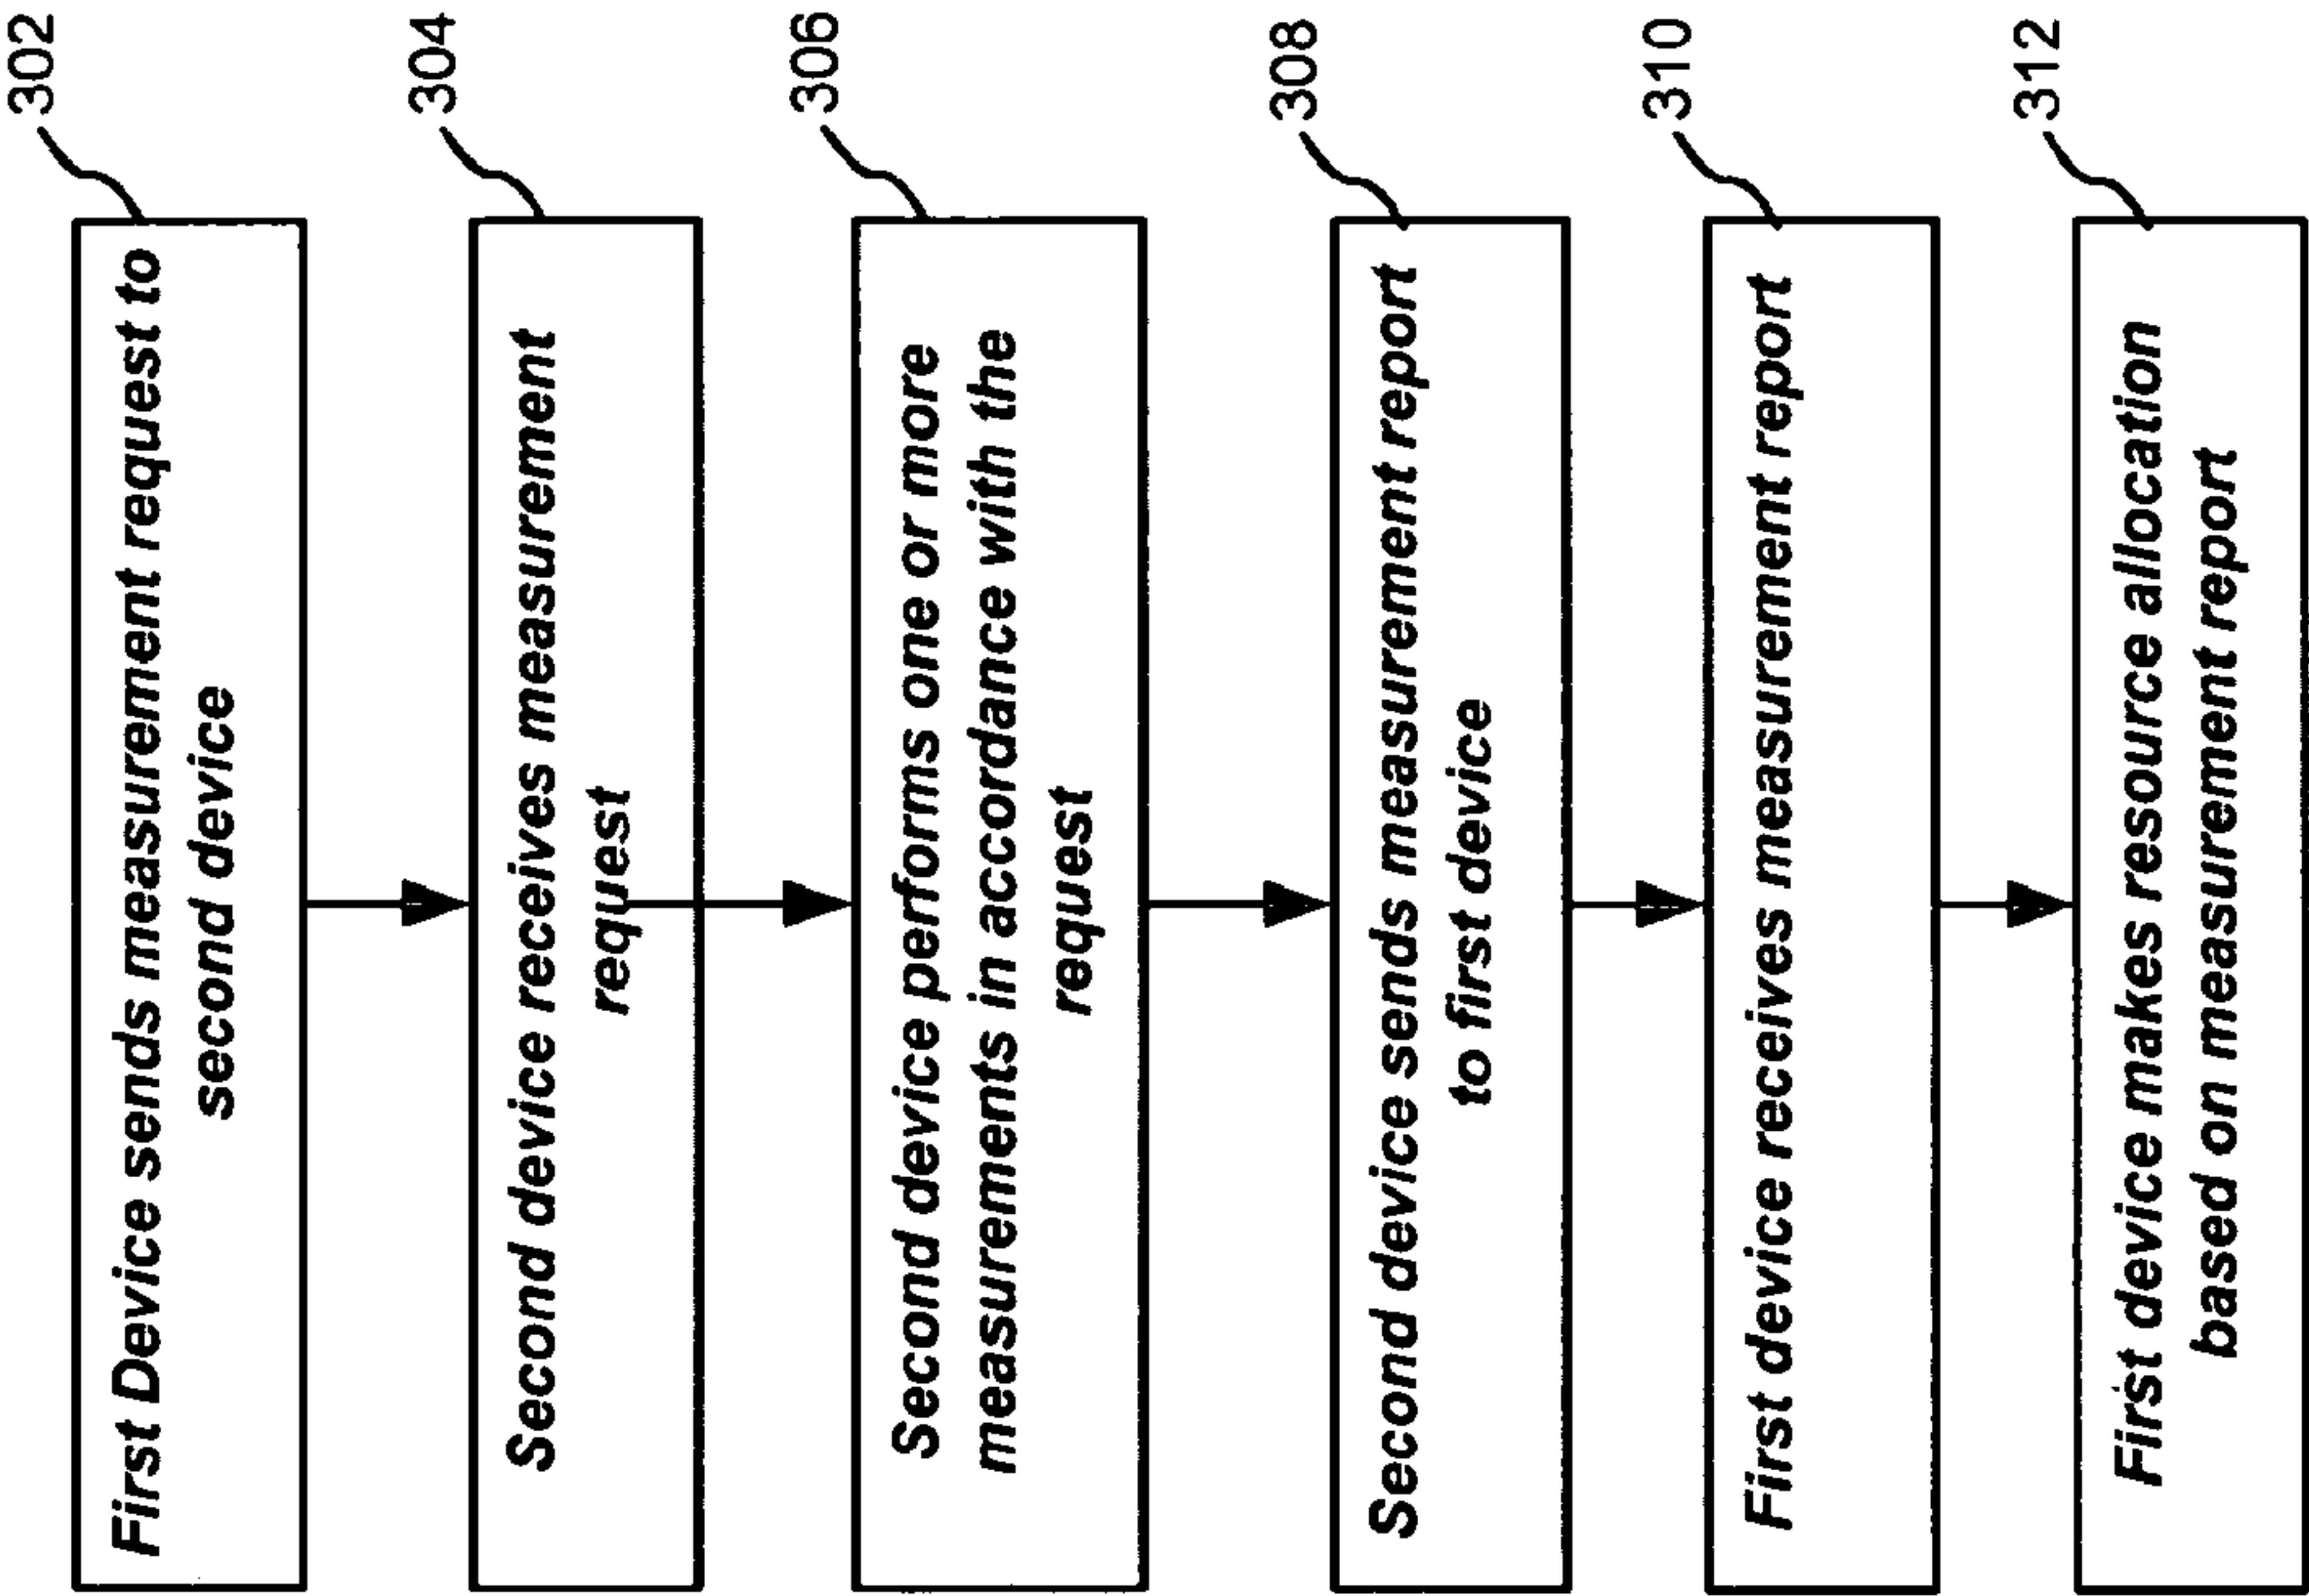 302
First Device sends measurement request to
second device
304
Second device receives measurement
request
306
Second device performs one or more
measurements in accordance with the
request
308
Second device sends measurement report
to first device
310
First device receives measurement report
312
First device makes resource allocation
based on measurement report